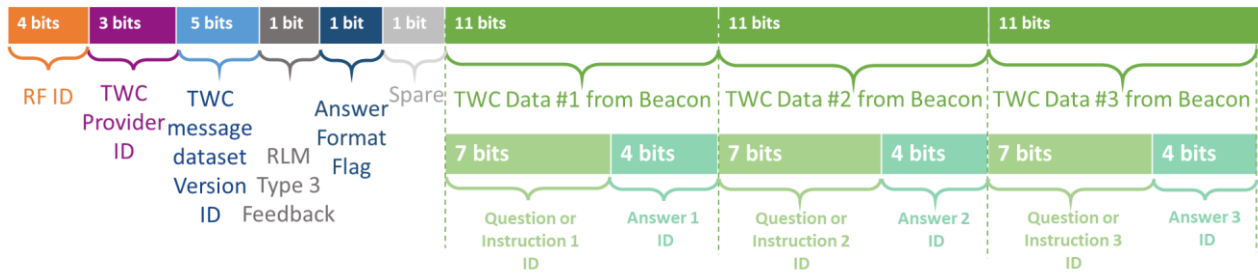 4 bits
3 bits
5 bits
1 bit
1 bit
1 bit
11 bits
11 bits
11 bits
RF ID
TWC
Provider
ID
TWC
message
dataset
Version
ID
RLM
Type 3
Feedback
Answer
Format
Flag
Spare
TWC Data #1 from Beacon
TWC Data #2 from Beacon
TWC Data #3 from Beacon
7 bits
4 bits
7 bits
4 bits
7 bits
4 bits
Question or
Instruction 1
ID
Answer 1
ID
Question or
Instruction 2
ID
Answer 2
ID
Question or
Instruction 3
ID
Answer 3
ID